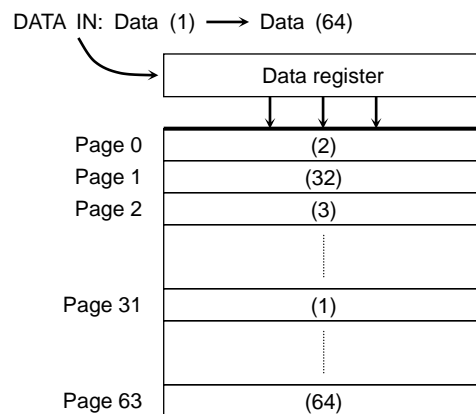 DATA IN: Data (1) Data (64)
Data register
Page 0 (2)
Page 1 (32)
Page 2 (3)
Page 31 (1)
Page 63 (64)